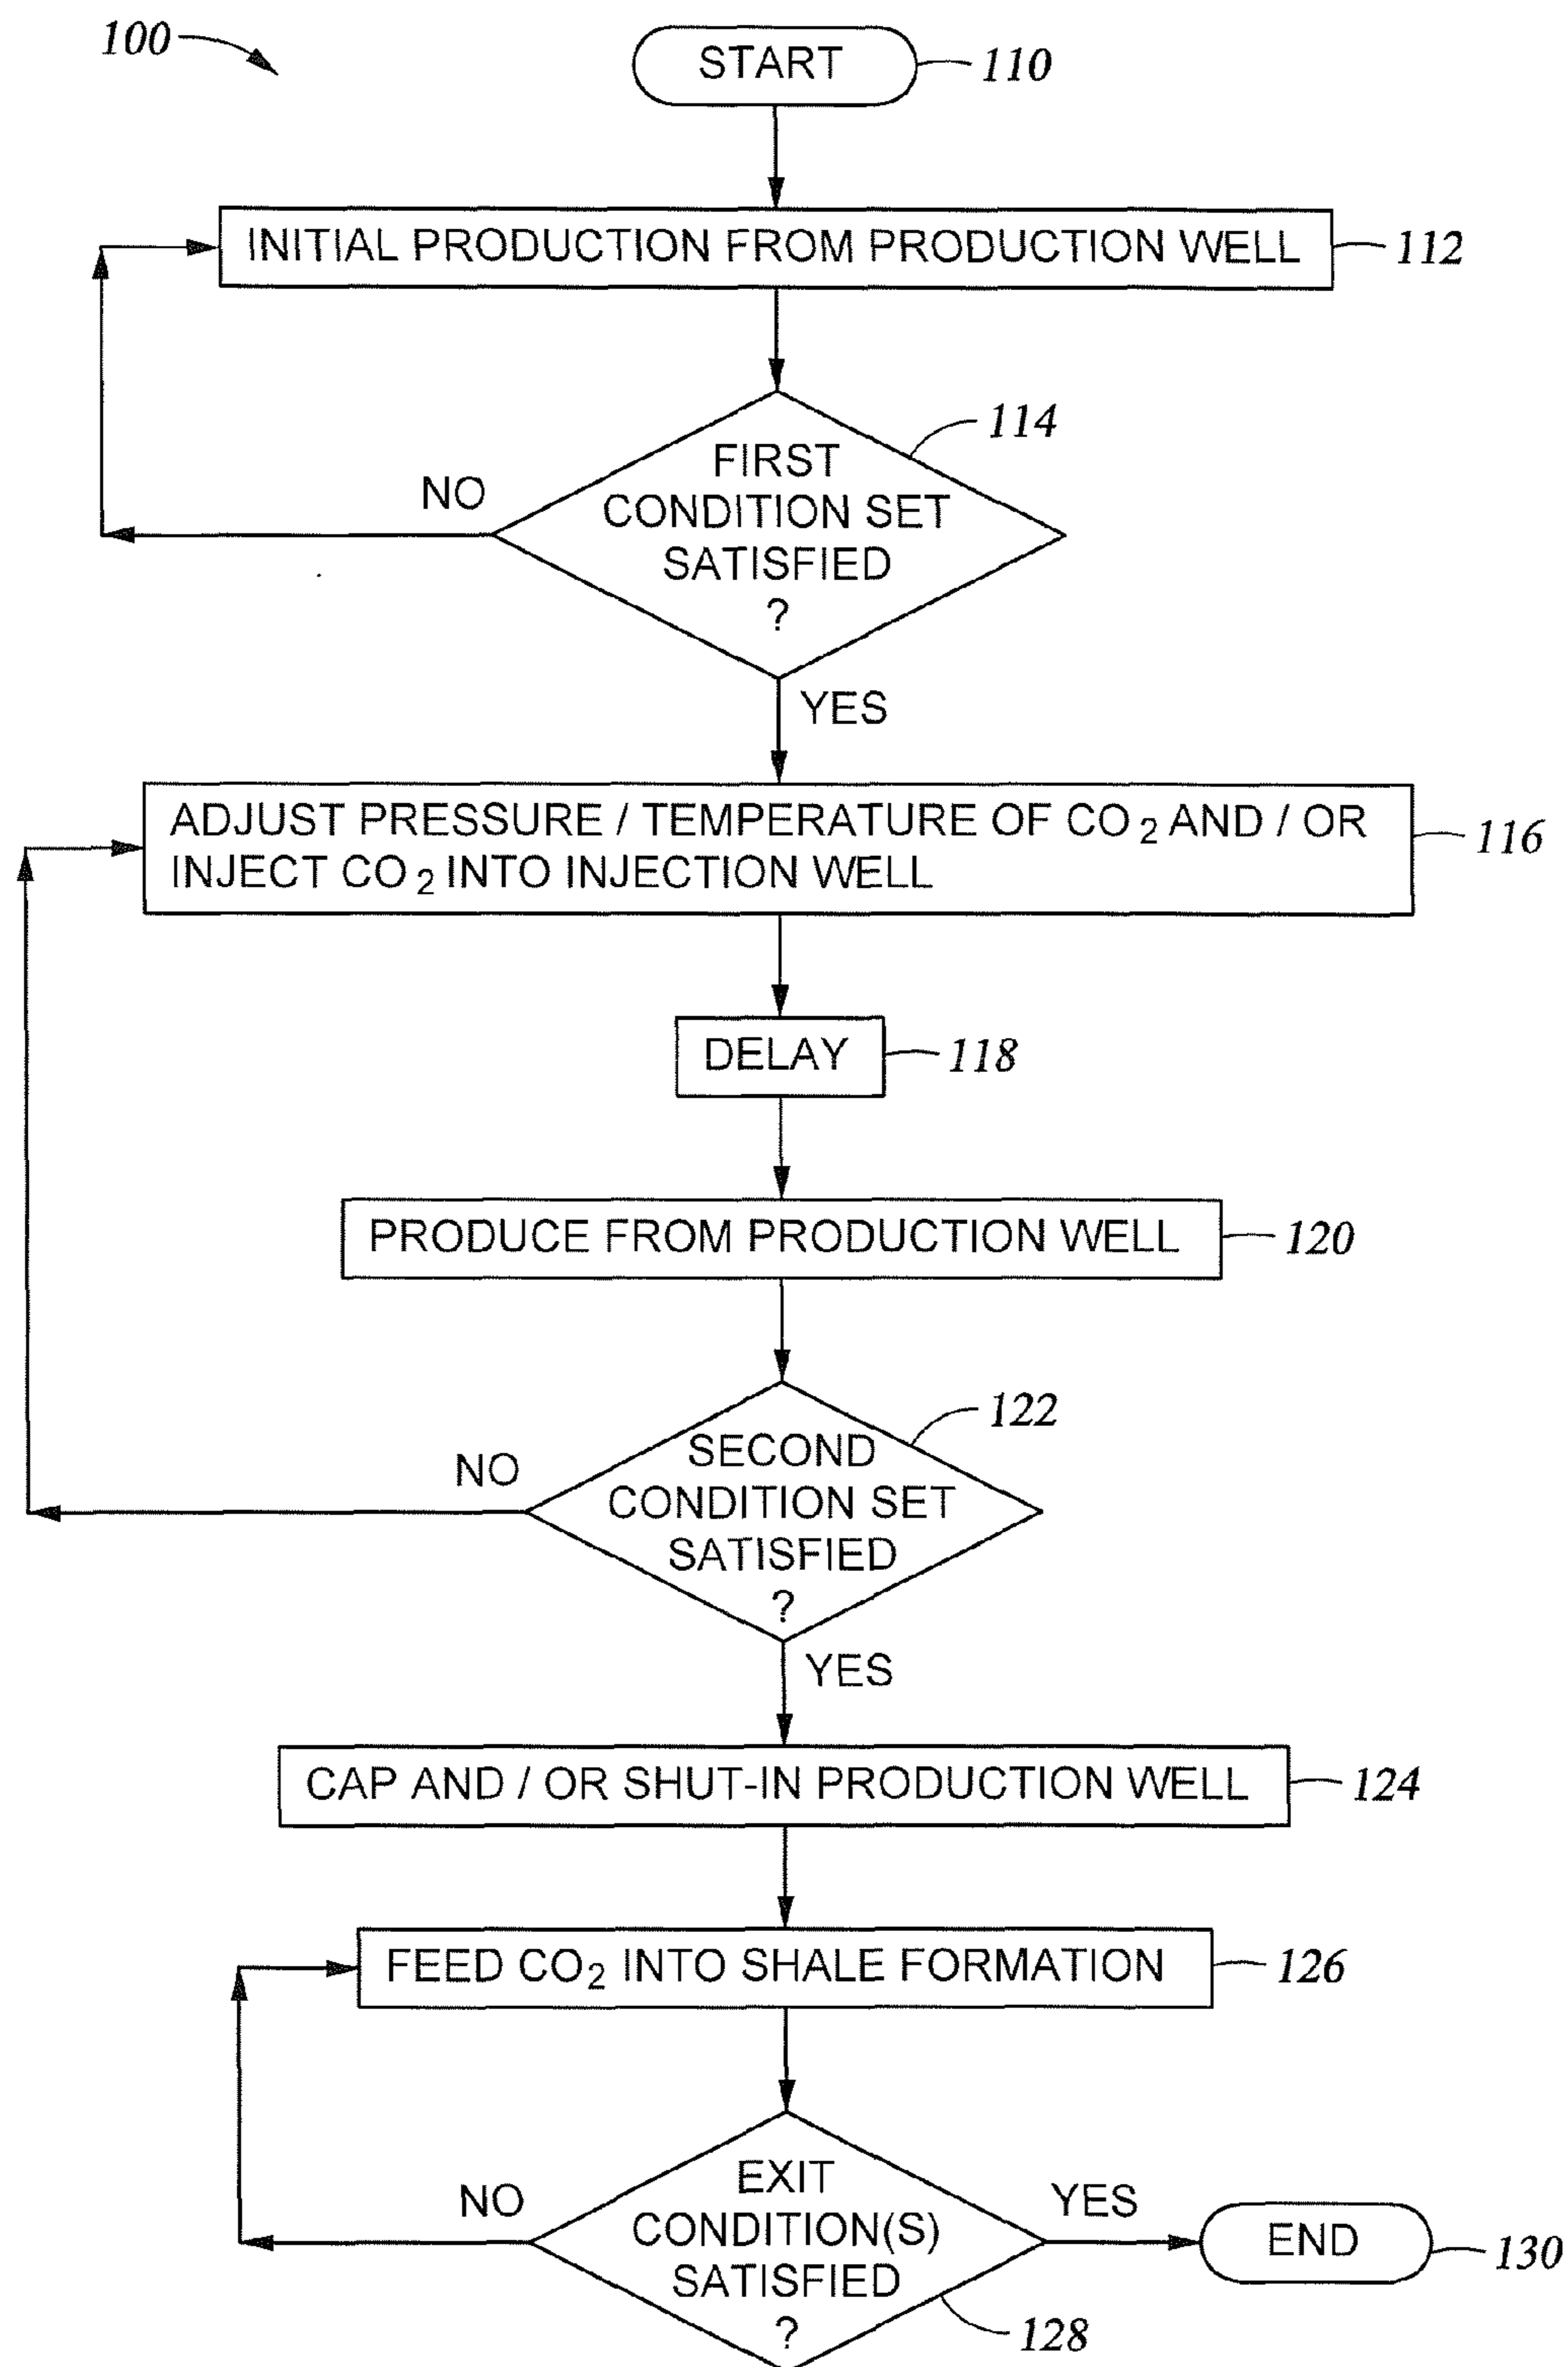 100
START
110
INITIAL PRODUCTION FROM PRODUCTION WELL
112
114
FIRST
CONDITION SET
SATISFIED
?
NO
YES
ADJUST PRESSURE / TEMPERATURE OF CO2 AND / OR
INJECT CO2 INTO INJECTION WELL
116
DELAY
118
PRODUCE FROM PRODUCTION WELL
120
122
SECOND
CONDITION SET
SATISFIED
?
NO
YES
CAP AND / OR SHUT-IN PRODUCTION WELL
124
FEED CO2 INTO SHALE FORMATION
126
EXIT
CONDITION(S)
SATISFIED
?
NO
YES
END
130
128